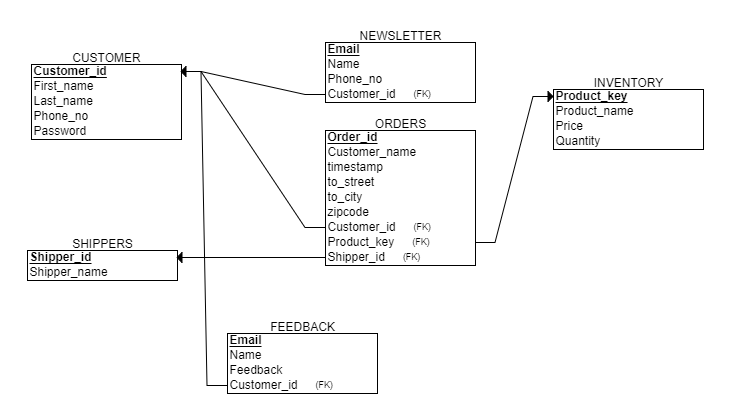 CUSTOMER
Customer_id
First_name
Last_name
Phone_no
Password
NEWSLETTER
Email
Name
Phone_no
Customer_id (FK)
INVENTORY
Product_key
Product_name
Price
Quantity
ORDERS
Order_id
Customer_name
timestamp
to_street
to_city
zipcode
Customer_id (FK)
Product_key (FK)
Shipper_id (FK)
SHIPPERS
Shipper_id
Shipper_name
FEEDBACK
Email
Name
Feedback
Customer_id (FK)